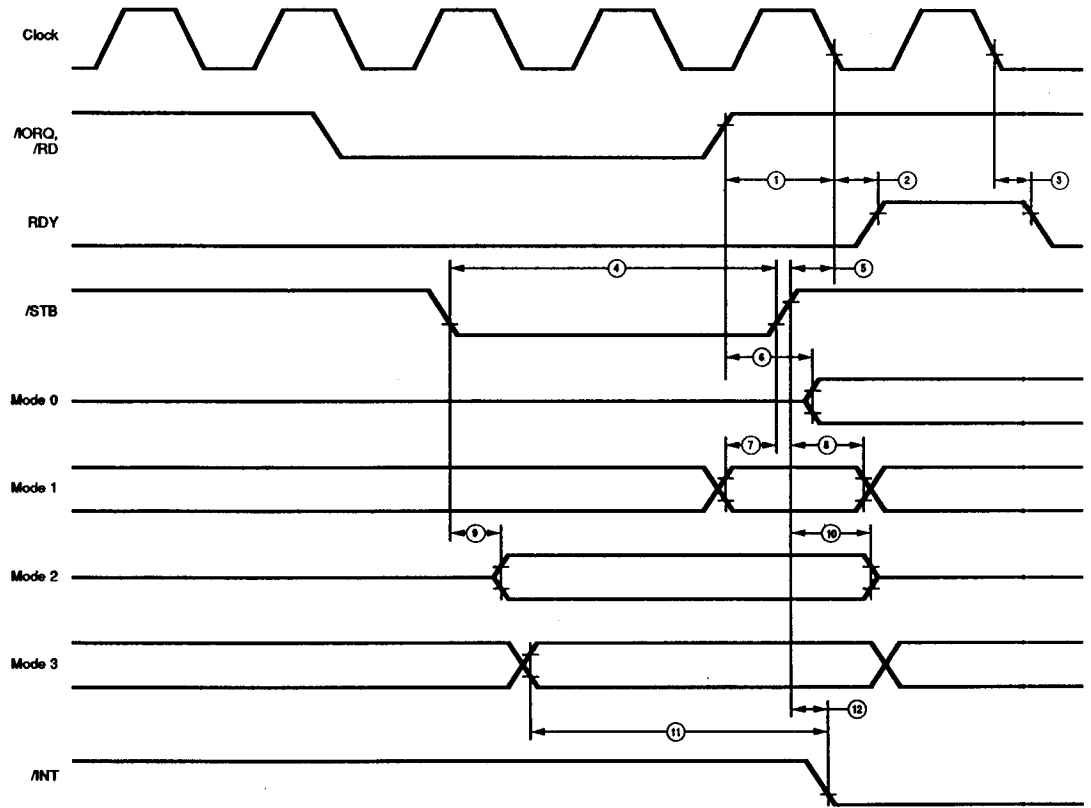 Clock
/IORQ,
/RD
1
2
3
RDY
4
5
/STB
6
Mode 0
7
8
Mode 1
9
10
Mode 2
Mode 3
12
11
/INT